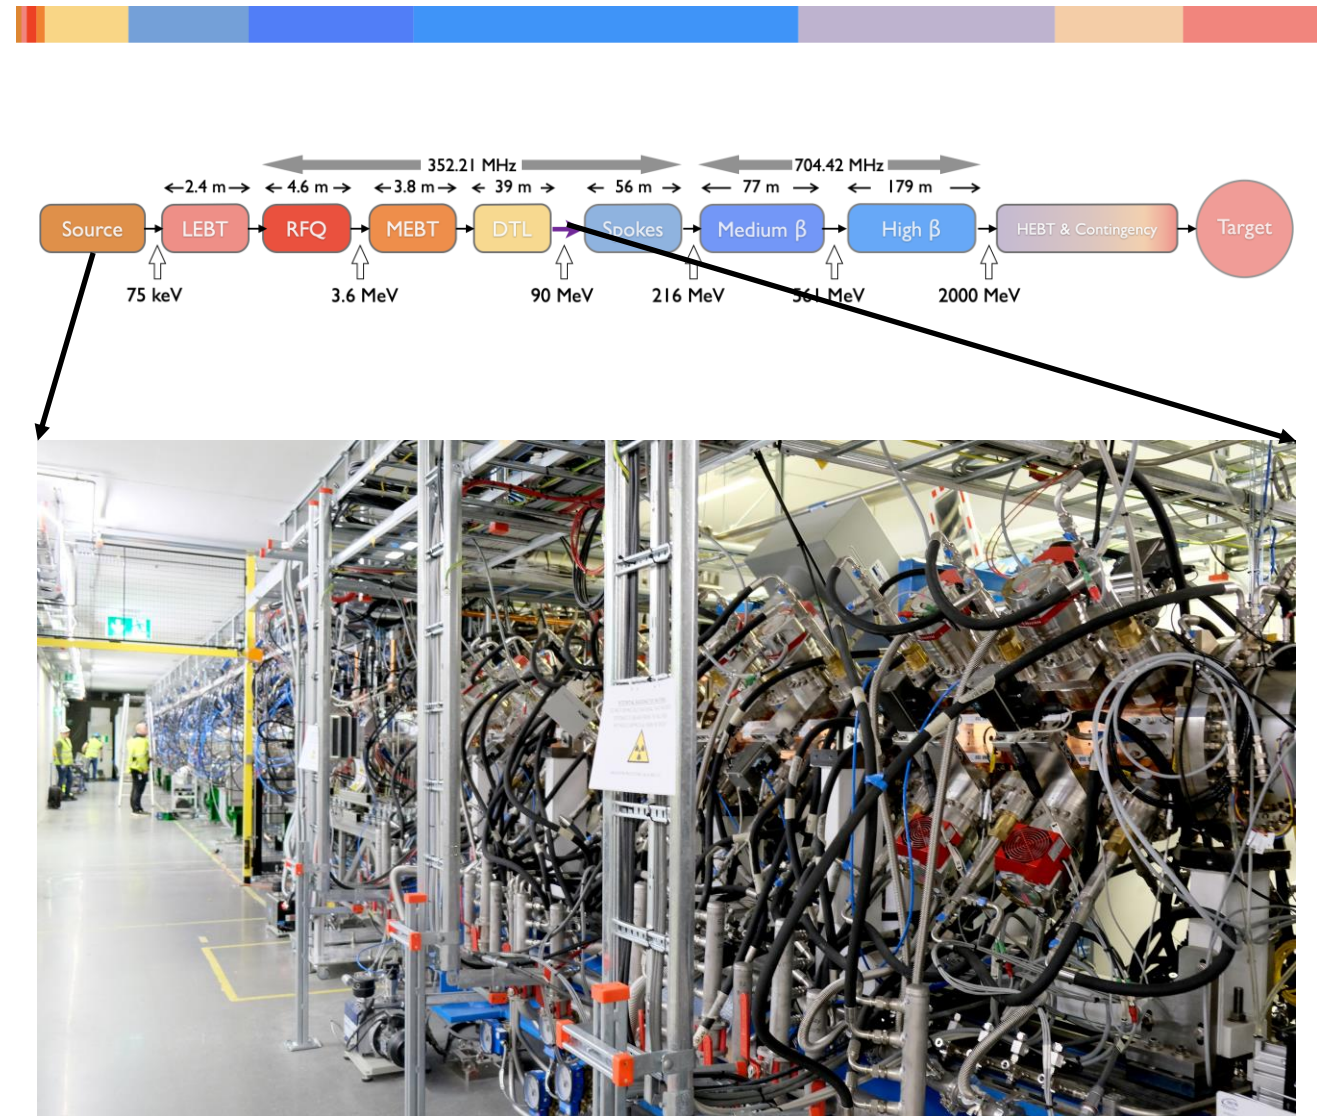 352.21 MHz 704.42 MHz
2.4 m 4.6 m 3.8 m 39 m 56 m 77 m 179 m
Source LEBT RFQ MEBT DTL Spokes Medium β High β HEBT & Contingency Target
75 keV 3.6 MeV 90 MeV 216 MeV 561 MeV 2000 MeV